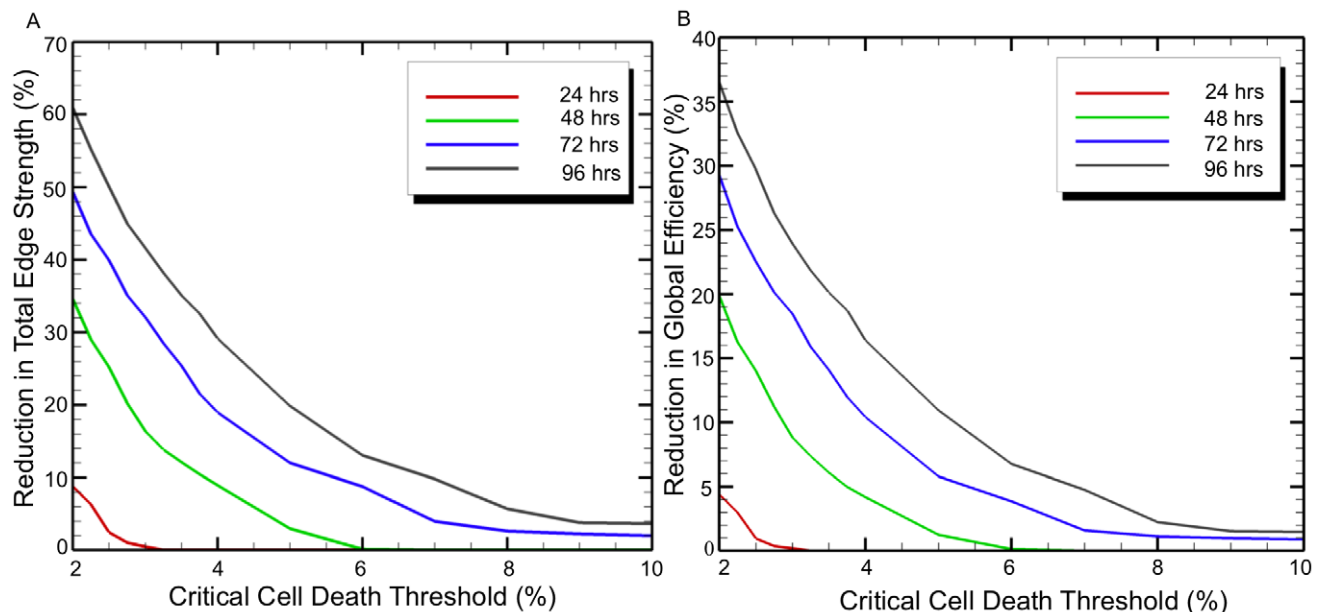 A
Reduction in Total Edge Strength (%)
70
60
50
40
30
20
10
0
24 hrs
48 hrs
72 hrs
96 hrs
2
4
6
8
10
Critical Cell Death Threshold (%)
B
Reduction in Global Efficiency (%)
40
35
30
25
20
15
10
5
0
24 hrs
48 hrs
72 hrs
96 hrs
2
4
6
8
10
Critical Cell Death Threshold (%)